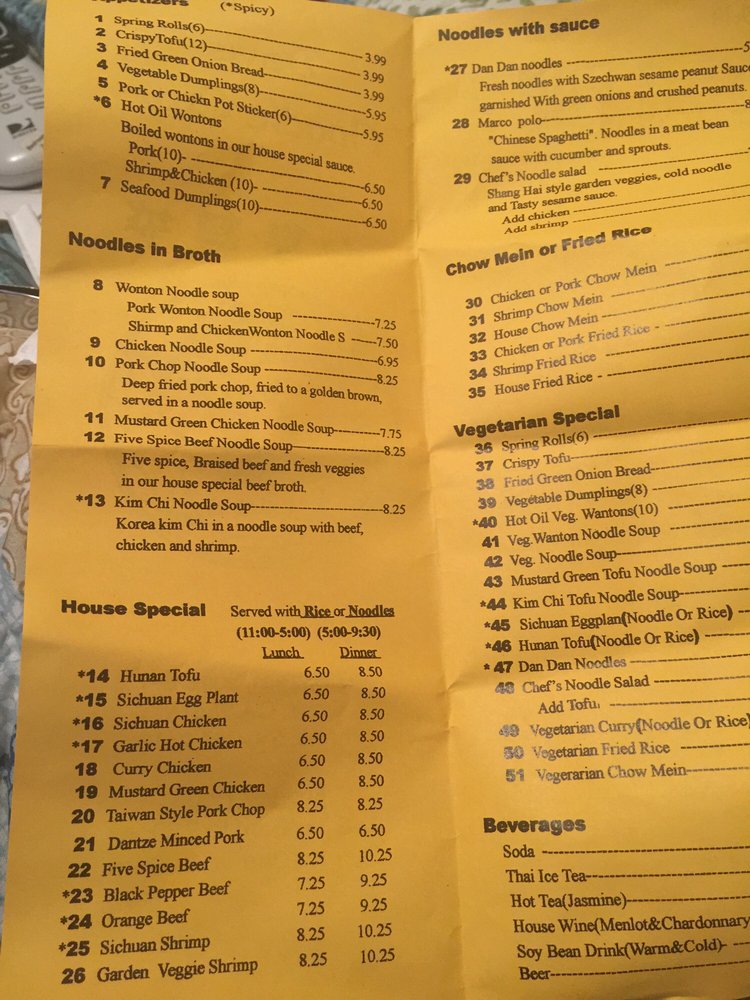 Appetizers (*Spicy)
1 Spring Rolls(6)--------3.99
2 CrispyTofu(12)--------3.99
3 Fried Green Onion Bread--------3.99
4 Vegetable Dumplings(8)--------5.95
5 Pork or Chickn Pot Sticker(6)--------5.95
*6 Hot Oil Wontons
Boiled wontons in our house special sauce.
Pork(10)- --------6.50
Shrimp&Chicken (10)- --------6.50
7 Seafood Dumplings(10)--------6.50
Noodles in Broth
8 Wonton Noodle soup
Pork Wonton Noodle Soup --------7.25
Shirmp and ChickenWonton Noodle S -----7.50
9 Chicken Noodle Soup --------6.95
10 Pork Chop Noodle Soup --------8.25
Deep fried pork chop, fried to a golden brown,
served in a noodle soup.
11 Mustard Green Chicken Noodle Soup--------7.75
12 Five Spice Beef Noodle Soup--------8.25
Five spice, Braised beef and fresh veggies
in our house special beef broth.
*13 Kim Chi Noodle Soup--------8.25
Korea kim Chi in a noodle soup with beef,
chicken and shrimp.
House Special Served with Rice or Noodles
(11:00-5:00) (5:00-9:30)
Lunch Dinner
*14 Hunan Tofu 6.50 8.50
*15 Sichuan Egg Plant 6.50 8.50
*16 Sichuan Chicken 6.50 8.50
*17 Garlic Hot Chicken 6.50 8.50
18 Curry Chicken 6.50 8.50
19 Mustard Green Chicken 6.50 8.50
20 Taiwan Style Pork Chop 8.25 8.25
21 Dantze Minced Pork 6.50 6.50
22 Five Spice Beef 8.25 10.25
*23 Black Pepper Beef 7.25 9.25
*24 Orange Beef 7.25 9.25
*25 Sichuan Shrimp 8.25 10.25
26 Garden Veggie Shrimp 8.25 10.25
Noodles with sauce
*27 Dan Dan noodles --------5
Fresh noodles with Szechwan sesame peanut Sauce
garnished With green onions and crushed peanuts.
28 Marco polo--------8
"Chinese Spaghetti". Noodles in a meat bean
sauce with cucumber and sprouts.
29 Chef's Noodle salad --------
Shang Hai style garden veggies, cold noodle
and Tasty sesame sauce.
Add chicken --------
Add shrimp --------
Chow Mein or Fried Rice
30 Chicken or Pork Chow Mein --------
31 Shrimp Chow Mein --------
32 House Chow Mein --------
33 Chicken or Pork Fried Rice - --------
34 Shrimp Fried Rice --------
35 House Fried Rice - --------
Vegetarian Special
36 Spring Rolls(6) --------
37 Crispy Tofu --------
38 Fried Green Onion Bread--------
39 Vegetable Dumplings(8) --------
*40 Hot Oil Veg. Wantons(10) --------
41 Veg.Wanton Noodle Soup --------
42 Veg. Noodle Soup--------
43 Mustard Green Tofu Noodle Soup --------
*44 Kim Chi Tofu Noodle Soup--------
*45 Sichuan Eggplan(Noodle Or Rice) --------
*46 Hunan Tofu(Noodle Or Rice) --------
*47 Dan Dan Noodles --------
48 Chef's Noodle Salad --------
Add Tofu --------
49 Vegetarian Curry(Noodle Or Rice)
50 Vegetarian Fried Rice --------
51 Vegerarian Chow Mein--------
Beverages
Soda --------
Thai Ice Tea--------
Hot Tea(Jasmine)--------
House Wine(Menlot&Chardonnary
Soy Bean Drink(Warm&Cold)- --------
Beer--------